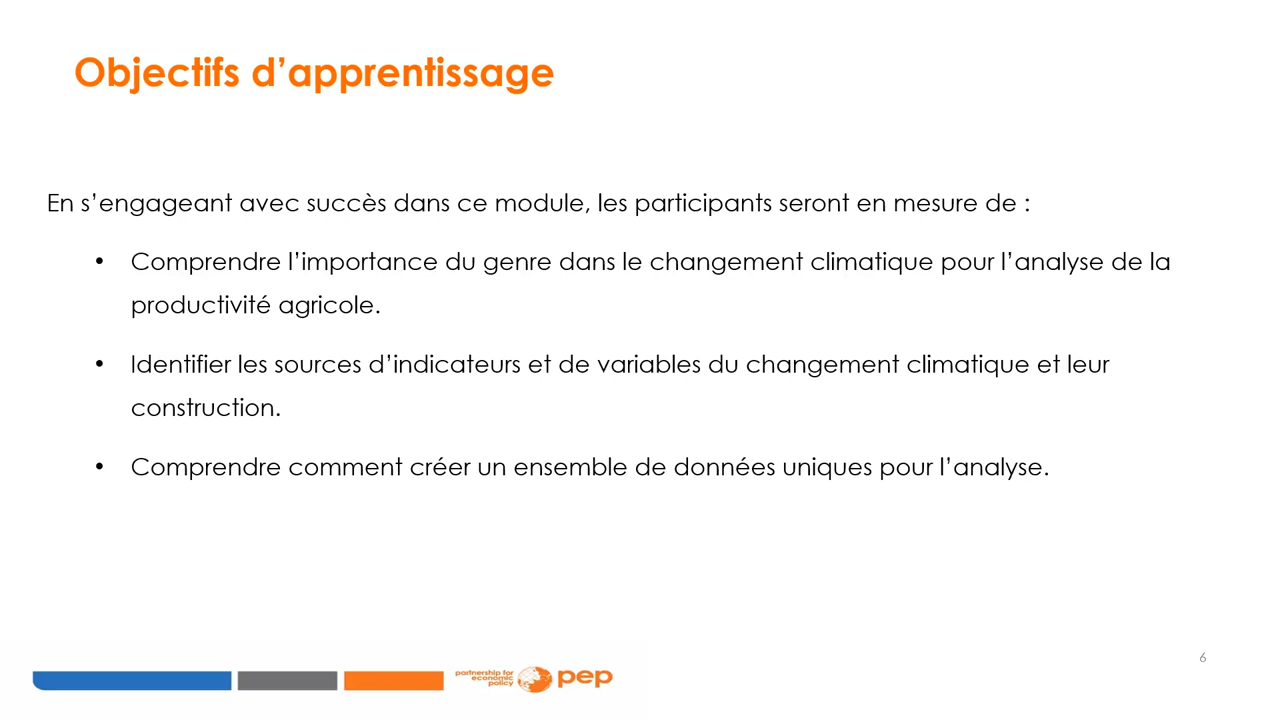 Objectifs d’apprentissage
En s’engageant avec succès dans ce module, les participants seront en mesure de :
• Comprendre l’importance du genre dans le changement climatique pour l’analyse de la
productivité agricole.
• Identifier les sources d’indicateurs et de variables du changement climatique et leur
construction.
• Comprendre comment créer un ensemble de données uniques pour l’analyse.
partnership for
economic
policy
pep
6